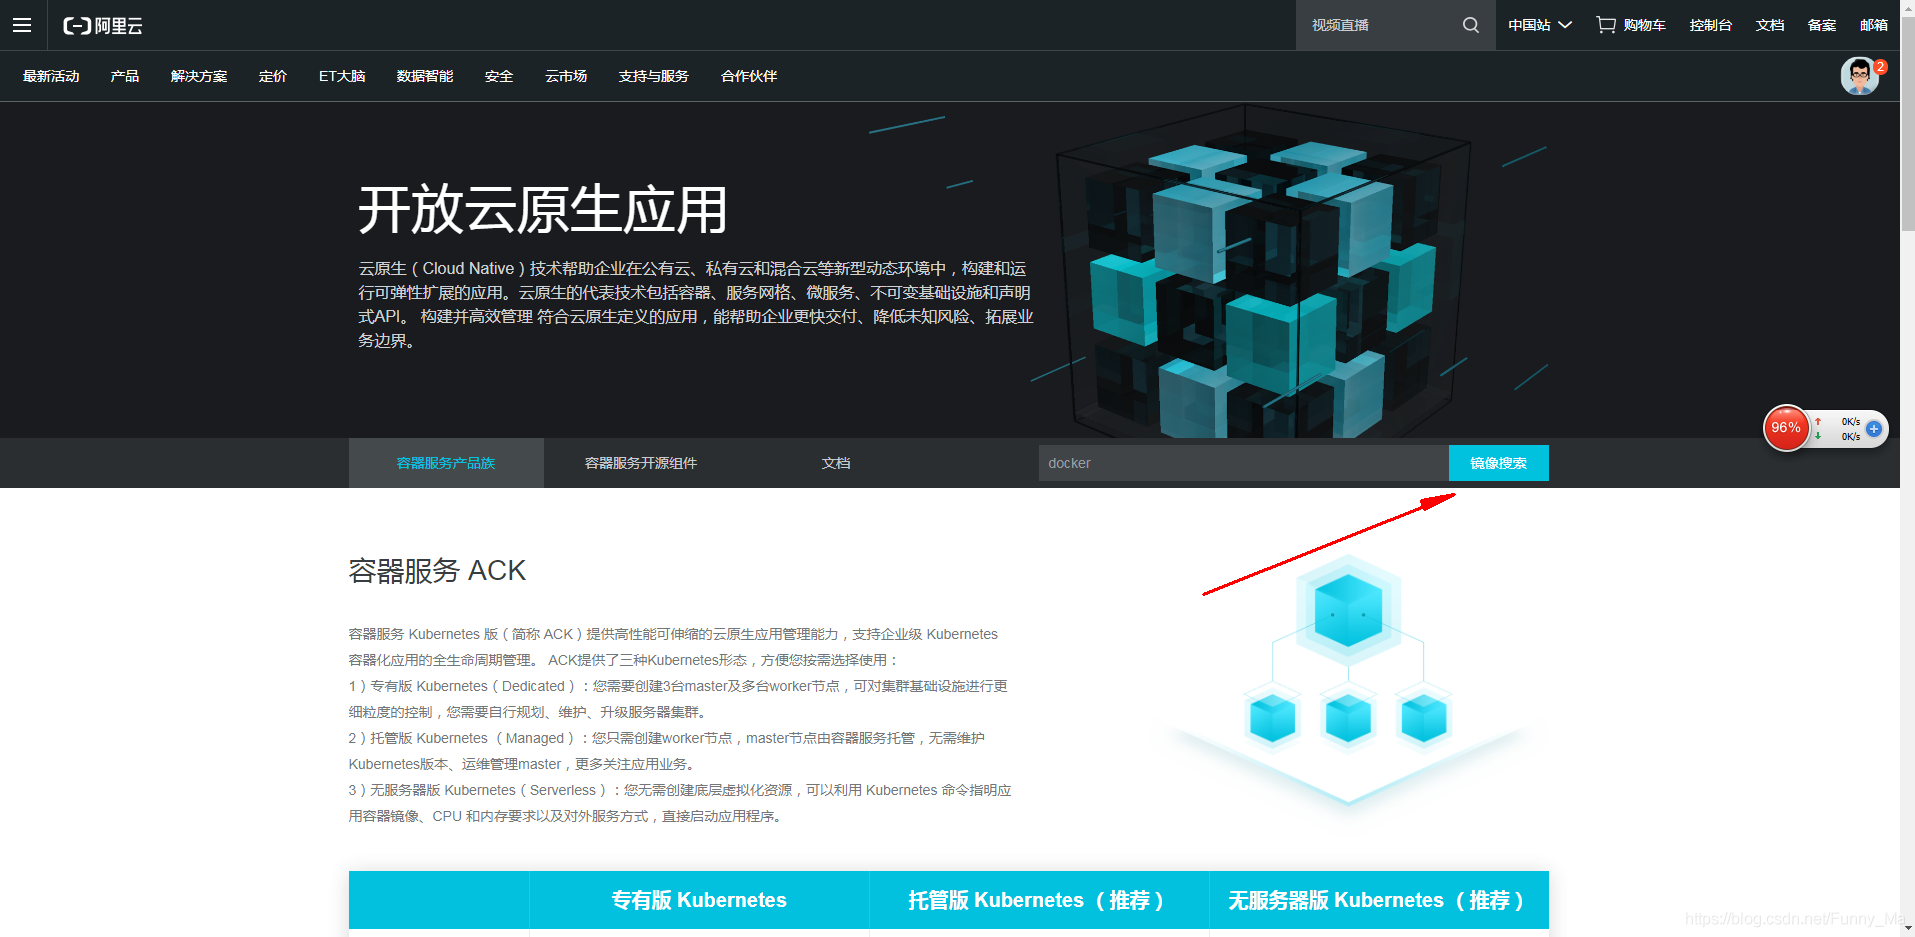 阿里云
视频直播
中国站
购物车
控制台
文档
备案
邮箱
最新活动
产品
解决方案
定价
ET大脑
数据智能
安全
云市场
支持与服务
合作伙伴
2
开放云原生应用
云原生（Cloud Native）技术帮助企业在公有云、私有云和混合云等新型动态环境中，构建和运
行可弹性扩展的应用。云原生的代表技术包括容器、服务网格、微服务、不可变基础设施和声明
式API。 构建并高效管理 符合云原生定义的应用，能帮助企业更快交付、降低未知风险、拓展业
务边界。
96%
0K/s
0K/s
容器服务产品族
容器服务开源组件
文档
docker
镜像搜索
容器服务 ACK
容器服务 Kubernetes 版（简称 ACK）提供高性能可伸缩的云原生应用管理能力，支持企业级 Kubernetes
容器化应用的全生命周期管理。 ACK提供了三种Kubernetes形态，方便您按需选择使用：
1）专有版 Kubernetes（Dedicated）：您需要创建3台master及多台worker节点，可对集群基础设施进行更
细粒度的控制，您需要自行规划、维护、升级服务器集群。
2）托管版 Kubernetes （Managed）：您只需创建worker节点，master节点由容器服务托管，无需维护
Kubernetes版本、运维管理master，更多关注应用业务。
3）无服务器版 Kubernetes（Serverless）：您无需创建底层虚拟化资源，可以利用 Kubernetes 命令指明应
用容器镜像、CPU 和内存要求以及对外服务方式，直接启动应用程序。
专有版 Kubernetes
托管版 Kubernetes （推荐）
无服务器版 Kubernetes （推荐）
https://blog.csdn.net/Funny_Ma